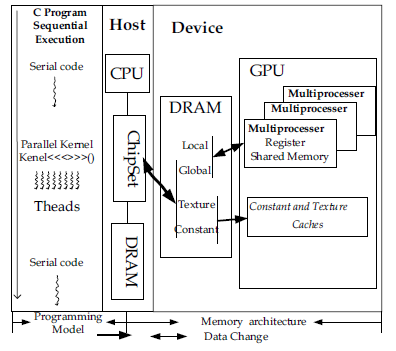 C Program
Sequential
Execution
Serial code
Parallel Kernel
Kenel<<<>>>()
Theads
Serial code
Host
CPU
ChipSet
DRAM
Device
DRAM
Local
Global
Texture
Constant
GPU
Multiprocesser
Multiprocesser
Multiprocesser
Register
Shared Memory
Constant and Texture
Caches
Programming
Model
Memory architecture
Data Change